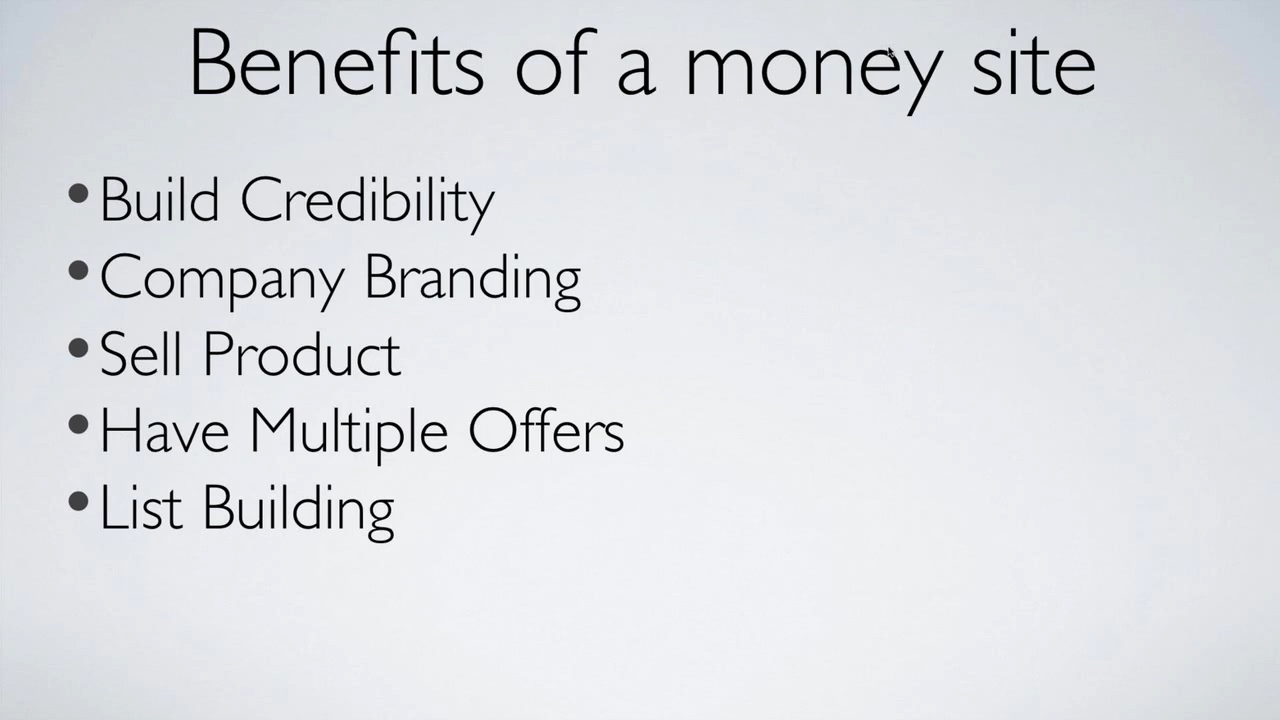 Benefits of a money site
• Build Credibility
• Company Branding
• Sell Product
• Have Multiple Offers
• List Building